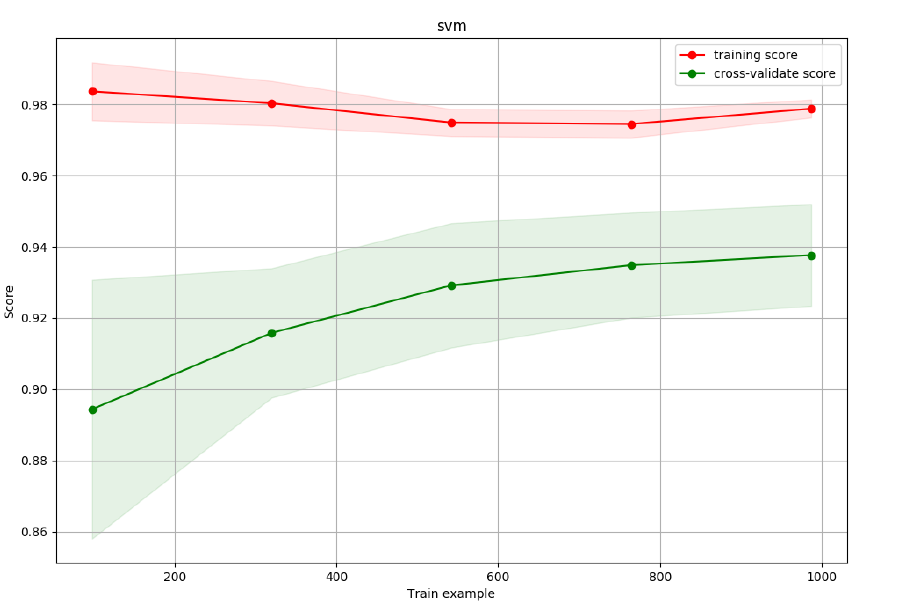 svm
training score
cross-validate score
Score
0.98
0.96
0.94
0.92
0.90
0.88
0.86
200
400
600
800
1000
Train example